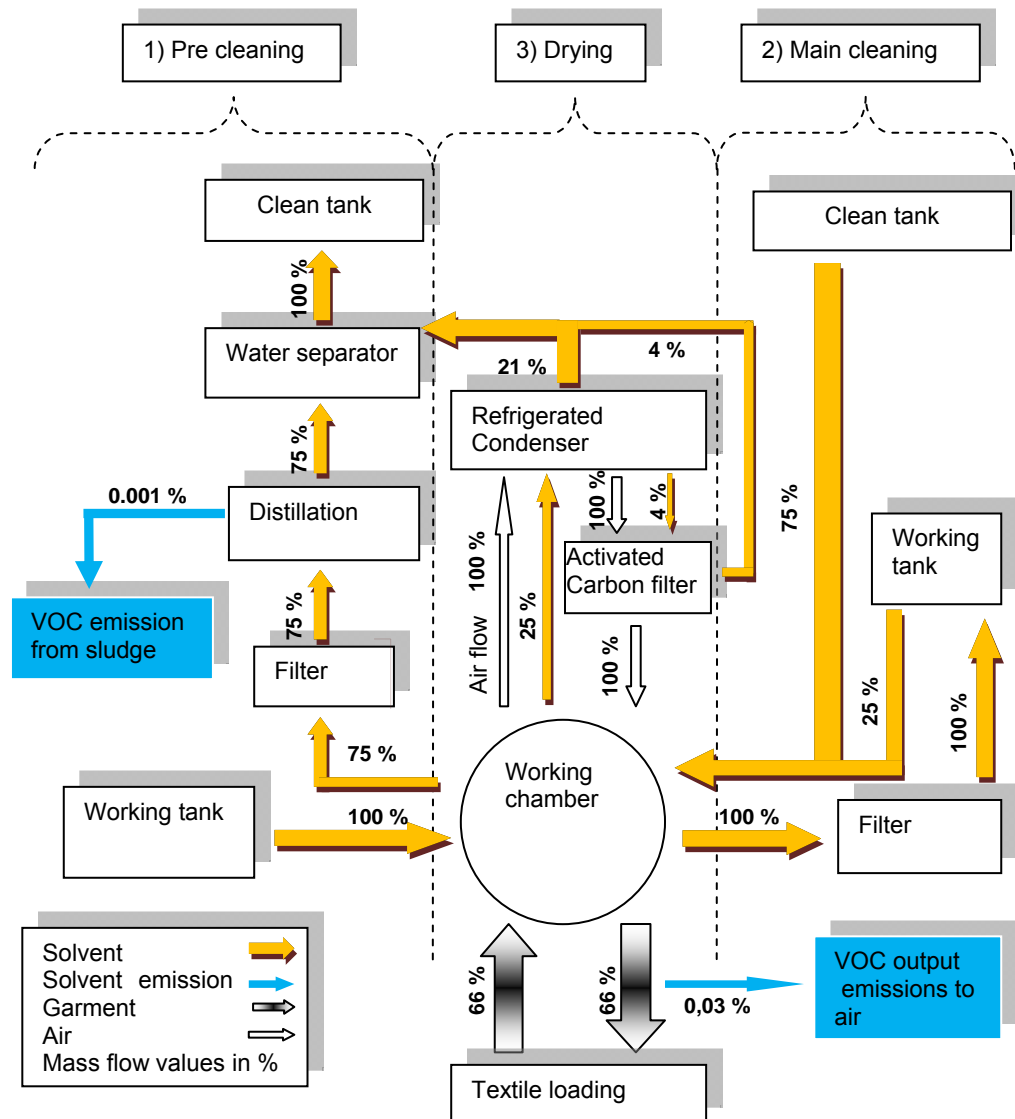 1) Pre cleaning
3) Drying
2) Main cleaning
Clean tank
Clean tank
100 %
Water separator
4 %
21 %
Refrigerated
Condenser
75 %
75 %
0.001 %
Distillation
100 %
4 %
Working
tank
Activated
Carbon filter
Air flow 100 %
25 %
VOC emission
from sludge
75 %
Filter
100 %
25 %
100 %
75 %
Working
chamber
Working tank
100 %
100 %
Filter
Solvent
Solvent emission
Garment
Air
Mass flow values in %
66 %
66 %
0,03 %
VOC output
emissions to
air
Textile loading